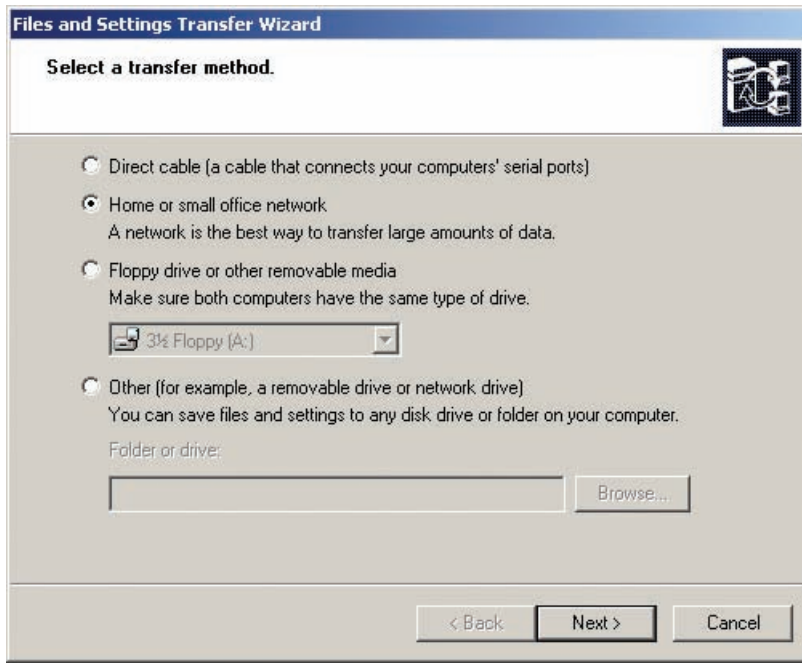 Files and Settings Transfer Wizard
Select a transfer method.
Direct cable (a cable that connects your computers' serial ports)
Home or small office network
A network is the best way to transfer large amounts of data.
Floppy drive or other removable media
Make sure both computers have the same type of drive.
3½ Floppy (A:)
Other (for example, a removable drive or network drive)
You can save files and settings to any disk drive or folder on your computer.
Folder or drive:
Browse...
< Back Next > Cancel